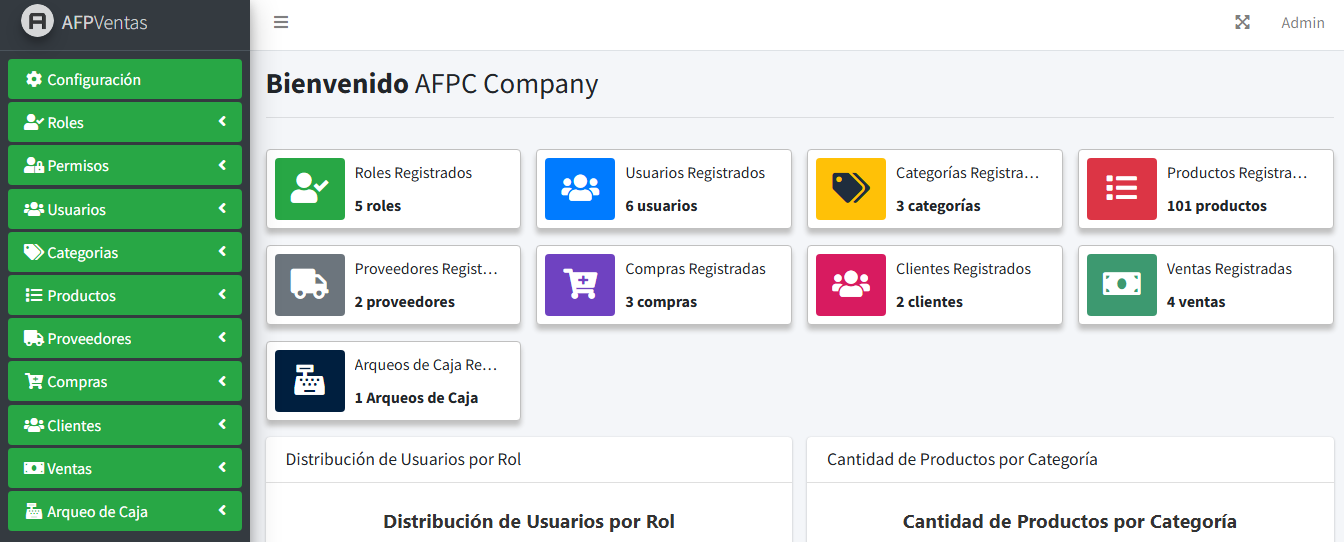 AFPVentas
Admin
Configuración
Roles
Permisos
Usuarios
Categorias
Productos
Proveedores
Compras
Clientes
Ventas
Arqueo de Caja
Bienvenido AFPC Company
Roles Registrados
5 roles
Usuarios Registrados
6 usuarios
Categorías Registra…
3 categorías
Productos Registra…
101 productos
Proveedores Regist…
2 proveedores
Compras Registradas
3 compras
Clientes Registrados
2 clientes
Ventas Registradas
4 ventas
Arqueos de Caja Re…
1 Arqueos de Caja
Distribución de Usuarios por Rol
Distribución de Usuarios por Rol
Cantidad de Productos por Categoría
Cantidad de Productos por Categoría